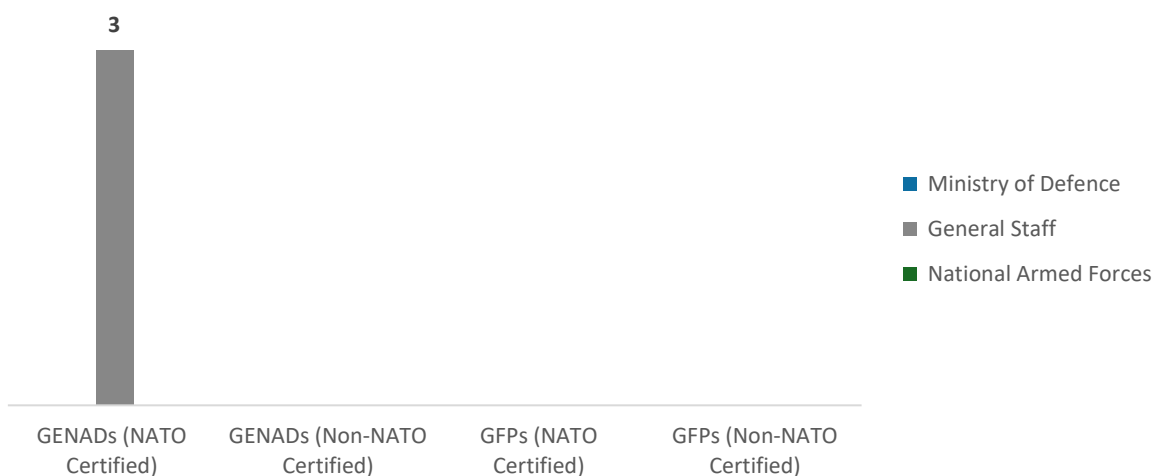 3
Ministry of Defence
General Staff
National Armed Forces
GENADs (NATO
Certified)
GENADs (Non-NATO
Certified)
GFPs (NATO
Certified)
GFPs (Non-NATO
Certified)